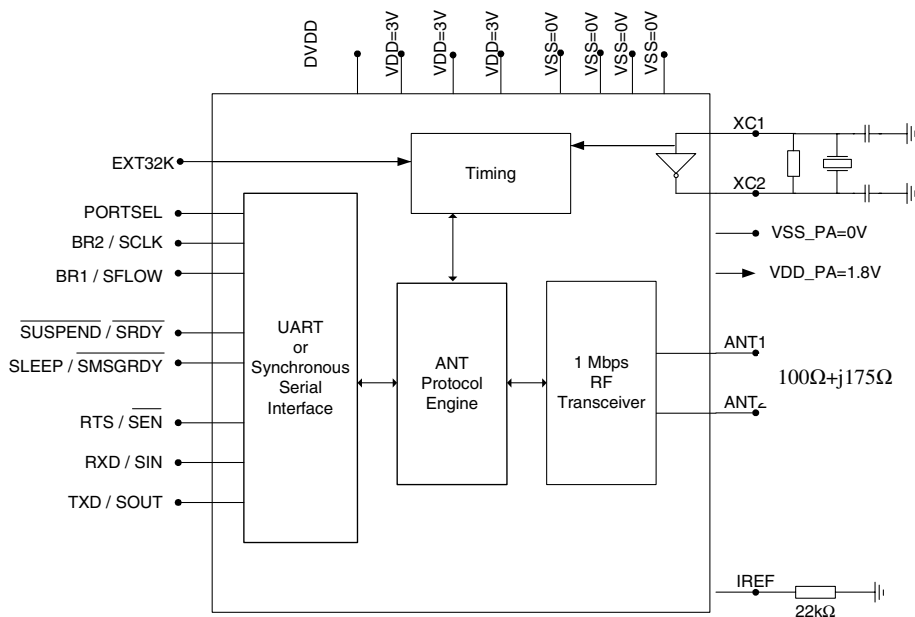 DVDD
VDD=3V
VDD=3V
VDD=3V
VSS=0V
VSS=0V
VSS=0V
VSS=0V
XC1
EXT32K
Timing
XC2
PORTSEL
VSS_PA=0V
BR2 / SCLK
BR1 / SFLOW
VDD_PA=1.8V
SUSPEND / SRDY
UART
or
Synchronous
Serial
Interface
ANT
Protocol
Engine
1 Mbps
RF
Transceiver
ANT1
SLEEP / SMSGRDY
100Ω+j175Ω
RTS / SEN
RXD / SIN
TXD / SOUT
IREF
22kΩ